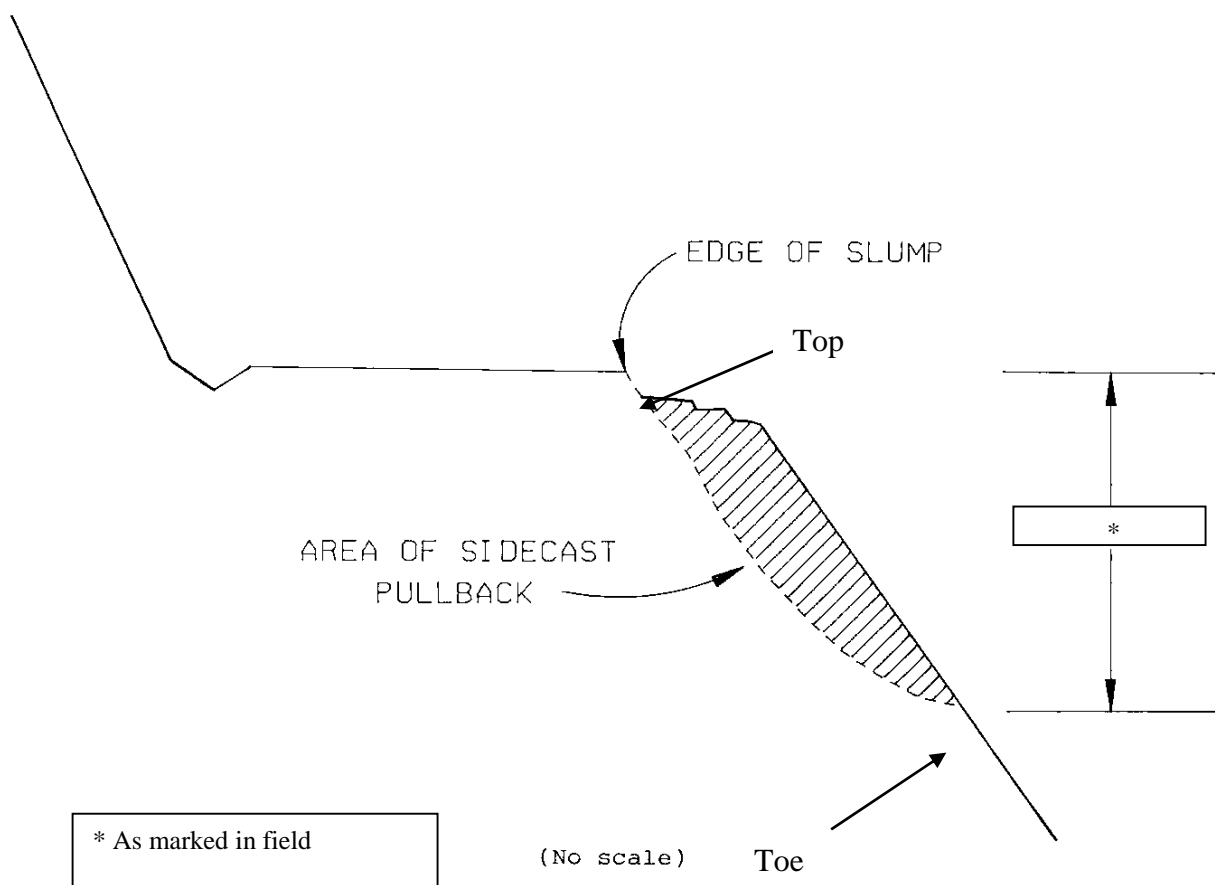 EDGE OF SLUMP
Top
*
AREA OF SIDECAST
PULLBACK
* As marked in field
(No scale)
Toe